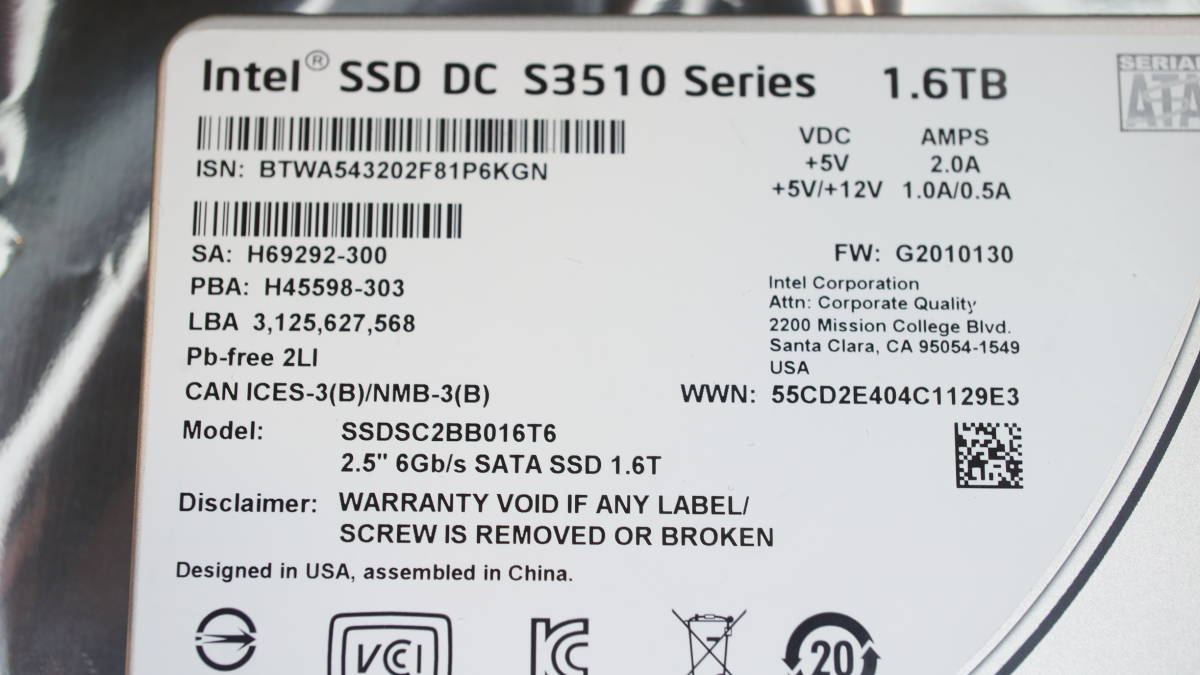 Intel® SSD DC S3510 Series 1.6TB
SERIAL
ATA
VDC AMPS
+5V 2.0A
+5V/+12V 1.0A/0.5A
ISN: BTWA543202F81P6KGN
SA: H69292-300
PBA: H45598-303
LBA 3,125,627,568
Pb-free 2LI
CAN ICES-3(B)/NMB-3(B)
FW: G2010130
Intel Corporation
Attn: Corporate Quality
2200 Mission College Blvd.
Santa Clara, CA 95054-1549
USA
WWN: 55CD2E404C1129E3
Model: SSDSC2BB016T6
2.5" 6Gb/s SATA SSD 1.6T
Disclaimer: WARRANTY VOID IF ANY LABEL/
SCREW IS REMOVED OR BROKEN
Designed in USA, assembled in China.
VCI
20